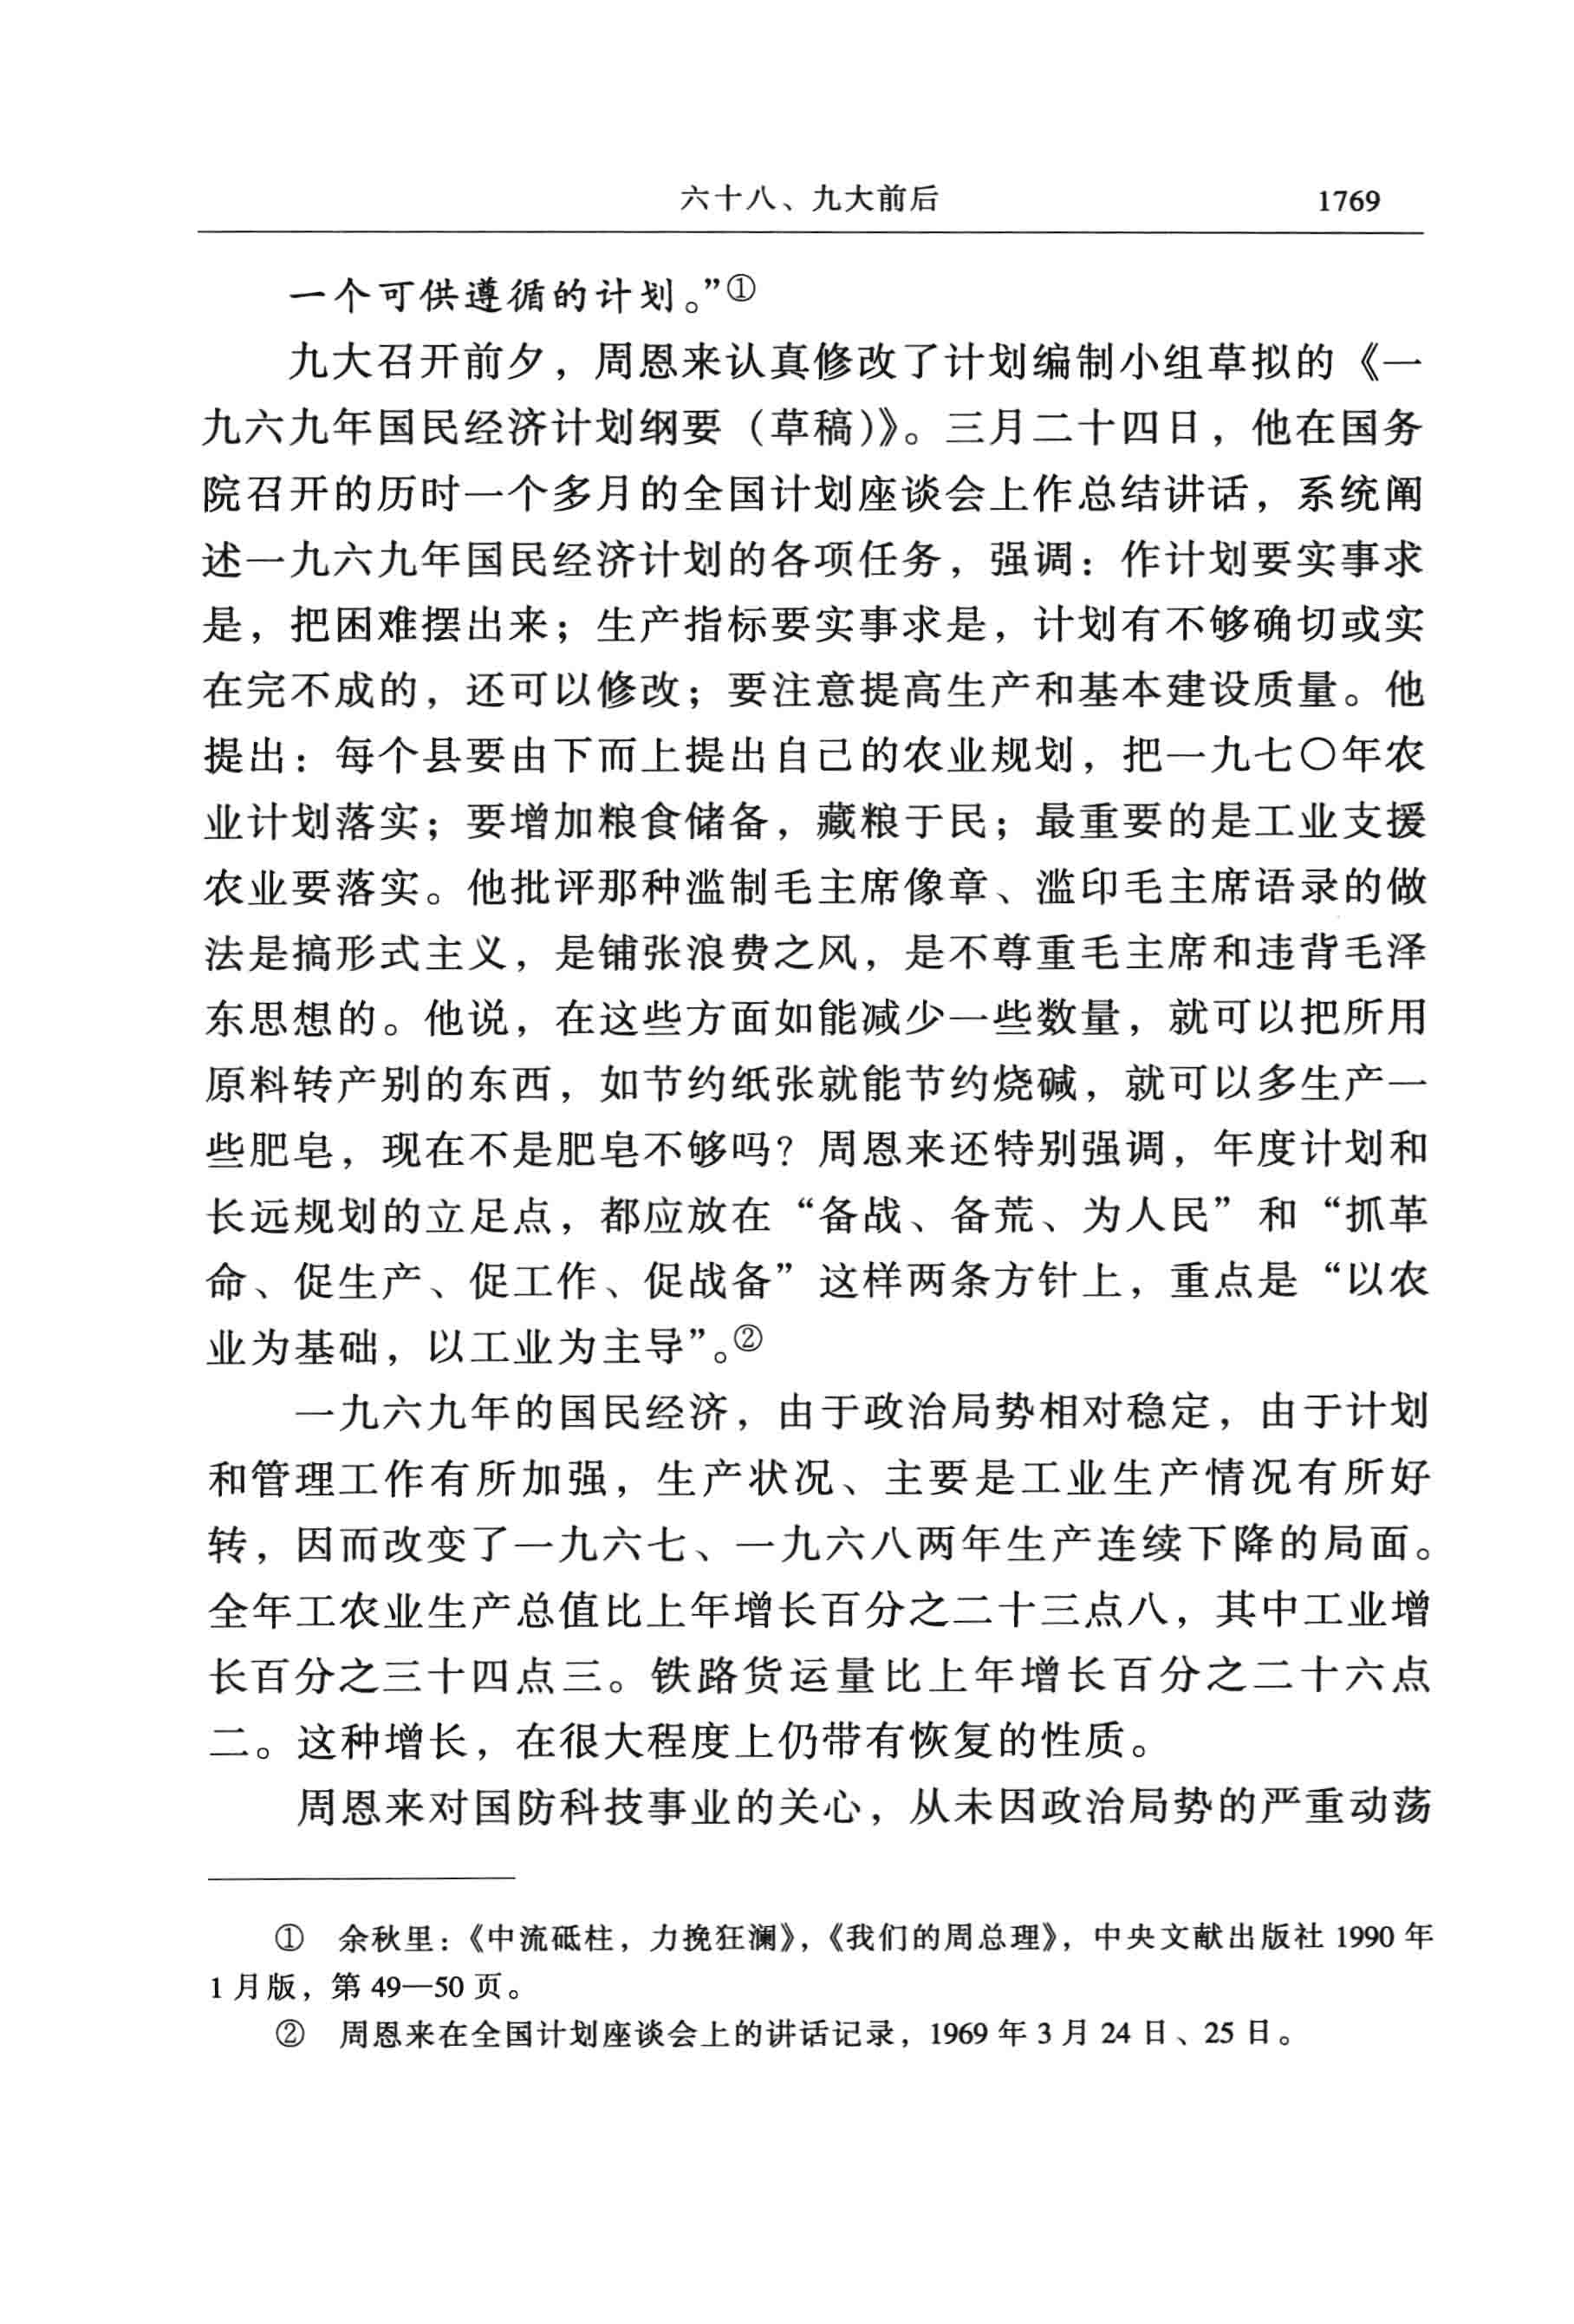 六十八、九大前后 1769
一个可供遵循的计划。”①
九大召开前夕，周恩来认真修改了计划编制小组草拟的《一
九六九年国民经济计划纲要（草稿）》。三月二十四日，他在国务
院召开的历时一个多月的全国计划座谈会上作总结讲话，系统阐
述一九六九年国民经济计划的各项任务，强调：作计划要实事求
是，把困难摆出来；生产指标要实事求是，计划有不够确切或实
在完不成的，还可以修改；要注意提高生产和基本建设质量。他
提出：每个县要由下而上提出自己的农业规划，把一九七〇年农
业计划落实；要增加粮食储备，藏粮于民；最重要的是工业支援
农业要落实。他批评那种滥制毛主席像章、滥印毛主席语录的做
法是搞形式主义，是铺张浪费之风，是不尊重毛主席和违背毛泽
东思想的。他说，在这些方面如能减少一些数量，就可以把所用
原料转产别的东西，如节约纸张就能节约烧碱，就可以多生产一
些肥皂，现在不是肥皂不够吗？周恩来还特别强调，年度计划和
长远规划的立足点，都应放在“备战、备荒、为人民”和“抓革
命、促生产、促工作、促战备”这样两条方针上，重点是“以农
业为基础，以工业为主导”。②
一九六九年的国民经济，由于政治局势相对稳定，由于计划
和管理工作有所加强，生产状况、主要是工业生产情况有所好
转，因而改变了一九六七、一九六八两年生产连续下降的局面。
全年工农业生产总值比上年增长百分之二十三点八，其中工业增
长百分之三十四点三。铁路货运量比上年增长百分之二十六点
二。这种增长，在很大程度上仍带有恢复的性质。
周恩来对国防科技事业的关心，从未因政治局势的严重动荡
① 余秋里：《中流砥柱，力挽狂澜》，《我们的周总理》，中央文献出版社 1990 年
1 月版，第 49—50 页。
② 周恩来在全国计划座谈会上的讲话记录，1969 年 3 月 24 日、25 日。